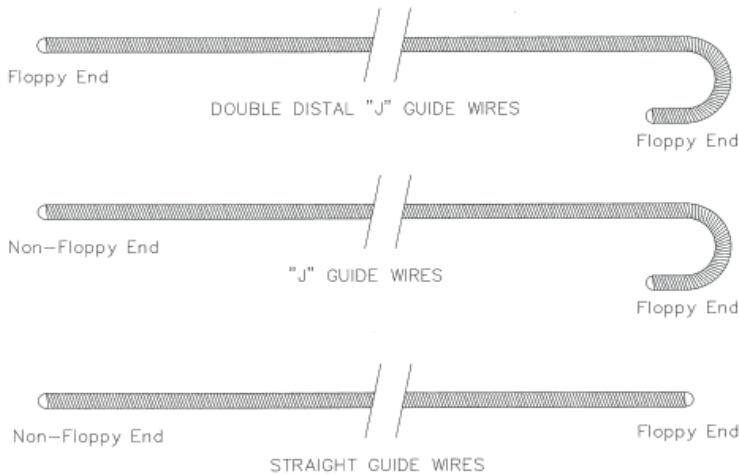 Floppy End
DOUBLE DISTAL "J" GUIDE WIRES
Floppy End
Non-Floppy End
"J" GUIDE WIRES
Floppy End
Non-Floppy End
Floppy End
STRAIGHT GUIDE WIRES